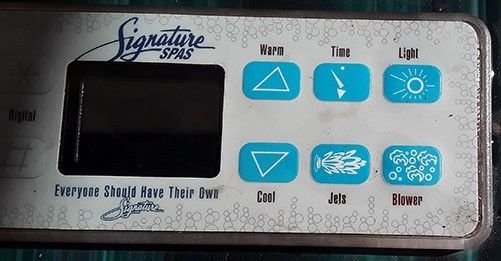 Signature
SPAS
Warm Time Light
Digital
Everyone Should Have Their Own
Signature
Cool Jets Blower